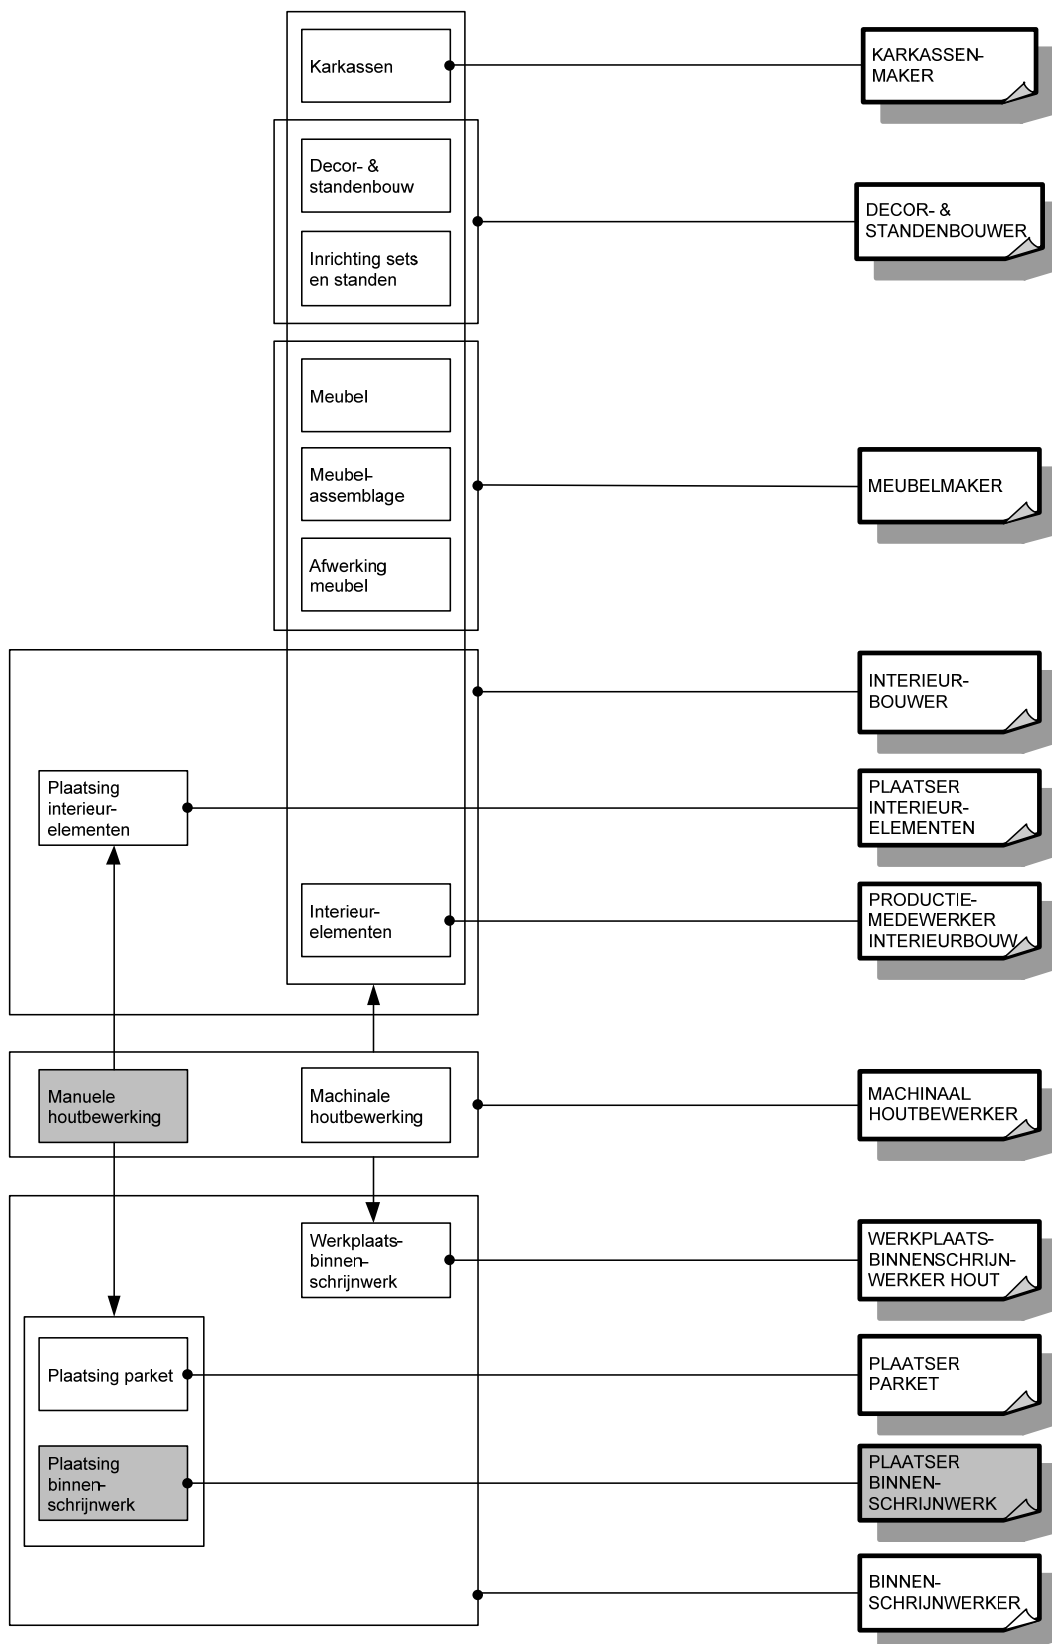 Karkassen
KARKASSEN-
MAKER
Decor- &
standenbouw
DECOR- &
STANDENBOUWER
Inrichting sets
en standen
Meubel
Meubel-
assemblage
MEUBELMAKER
Afwerking
meubel
INTERIEUR-
BOUWER
Plaatsing
interieur-
elementen
PLAATSER
INTERIEUR-
ELEMENTEN
Interieur-
elementen
PRODUCTIE-
MEDEWERKER
INTERIEURBOUW
Manuele
houtbewerking
Machinale
houtbewerking
MACHINAAL
HOUTBEWERKER
Werkplaats-
binnen-
schrijnwerk
WERKPLAATS-
BINNENSCHRIJN-
WERKER HOUT
Plaatsing parket
PLAATSER
PARKET
Plaatsing
binnen-
schrijnwerk
PLAATSER
BINNEN-
SCHRIJNWERK
BINNEN-
SCHRIJNWERKER